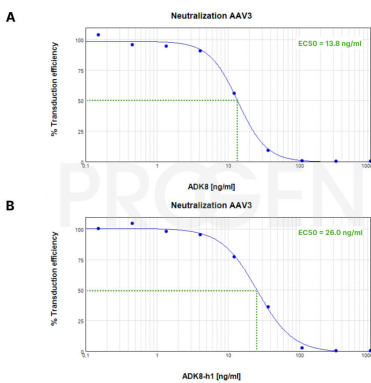 A
Neutralization AAV3
EC50 = 13.8 ng/ml
% Transduction efficiency
100
75
50
25
0
0,1
1
10
100
1000
ADK8 [ng/ml]
PROGEN
B
Neutralization AAV3
EC50 = 26.0 ng/ml
% Transduction efficiency
100
75
50
25
0
0,1
1
10
100
1000
ADK8-h1 [ng/ml]